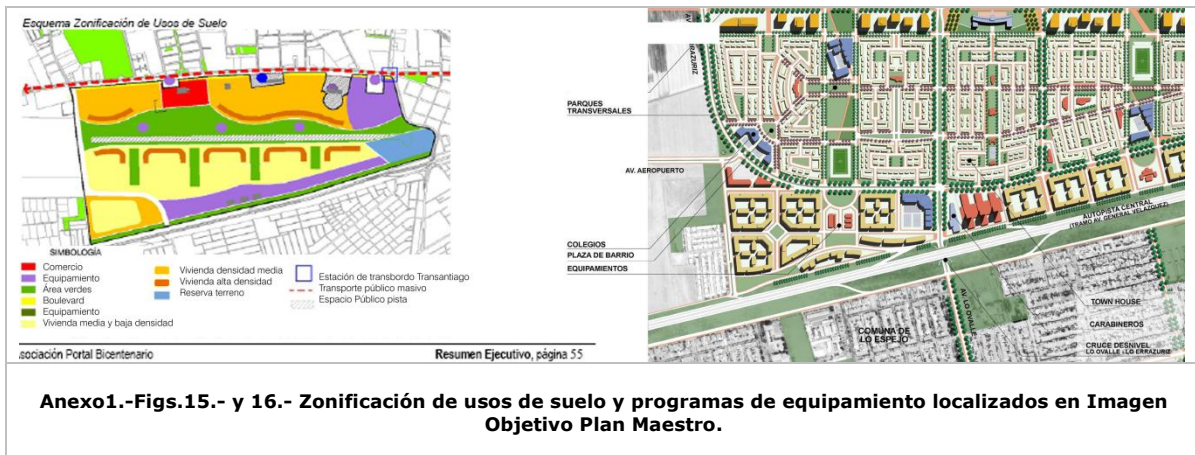 Esquema Zonificación de Usos de Suelo
SIMBOLOGÍA
Comercio
Equipamiento
Área verdes
Boulevard
Equipamiento
Vivienda media y baja densidad
Vivienda densidad media
Vivienda alta densidad
Reserva terreno
Estación de transbordo Transantiago
Transporte público masivo
Espacio Público pista
sociación Portal Bicentenario
Resumen Ejecutivo, página 55
AV.
IRAZURIZ
PARQUES
TRANSVERSALES
AV. AEROPUERTO
COLEGIOS
PLAZA DE BARRIO
EQUIPAMIENTOS
AUTOPISTA CENTRAL
(TRAMO AV. GENERAL VELAZQUEZ)
AV. LO OVALLE
COMUNA DE
LO ESPEJO
TOWN HOUSE
CARABINEROS
CRUCE DESNIVEL
LO OVALLE - LO ERRAZURIZ
Anexo1.-Figs.15.- y 16.- Zonificación de usos de suelo y programas de equipamiento localizados en Imagen
Objetivo Plan Maestro.